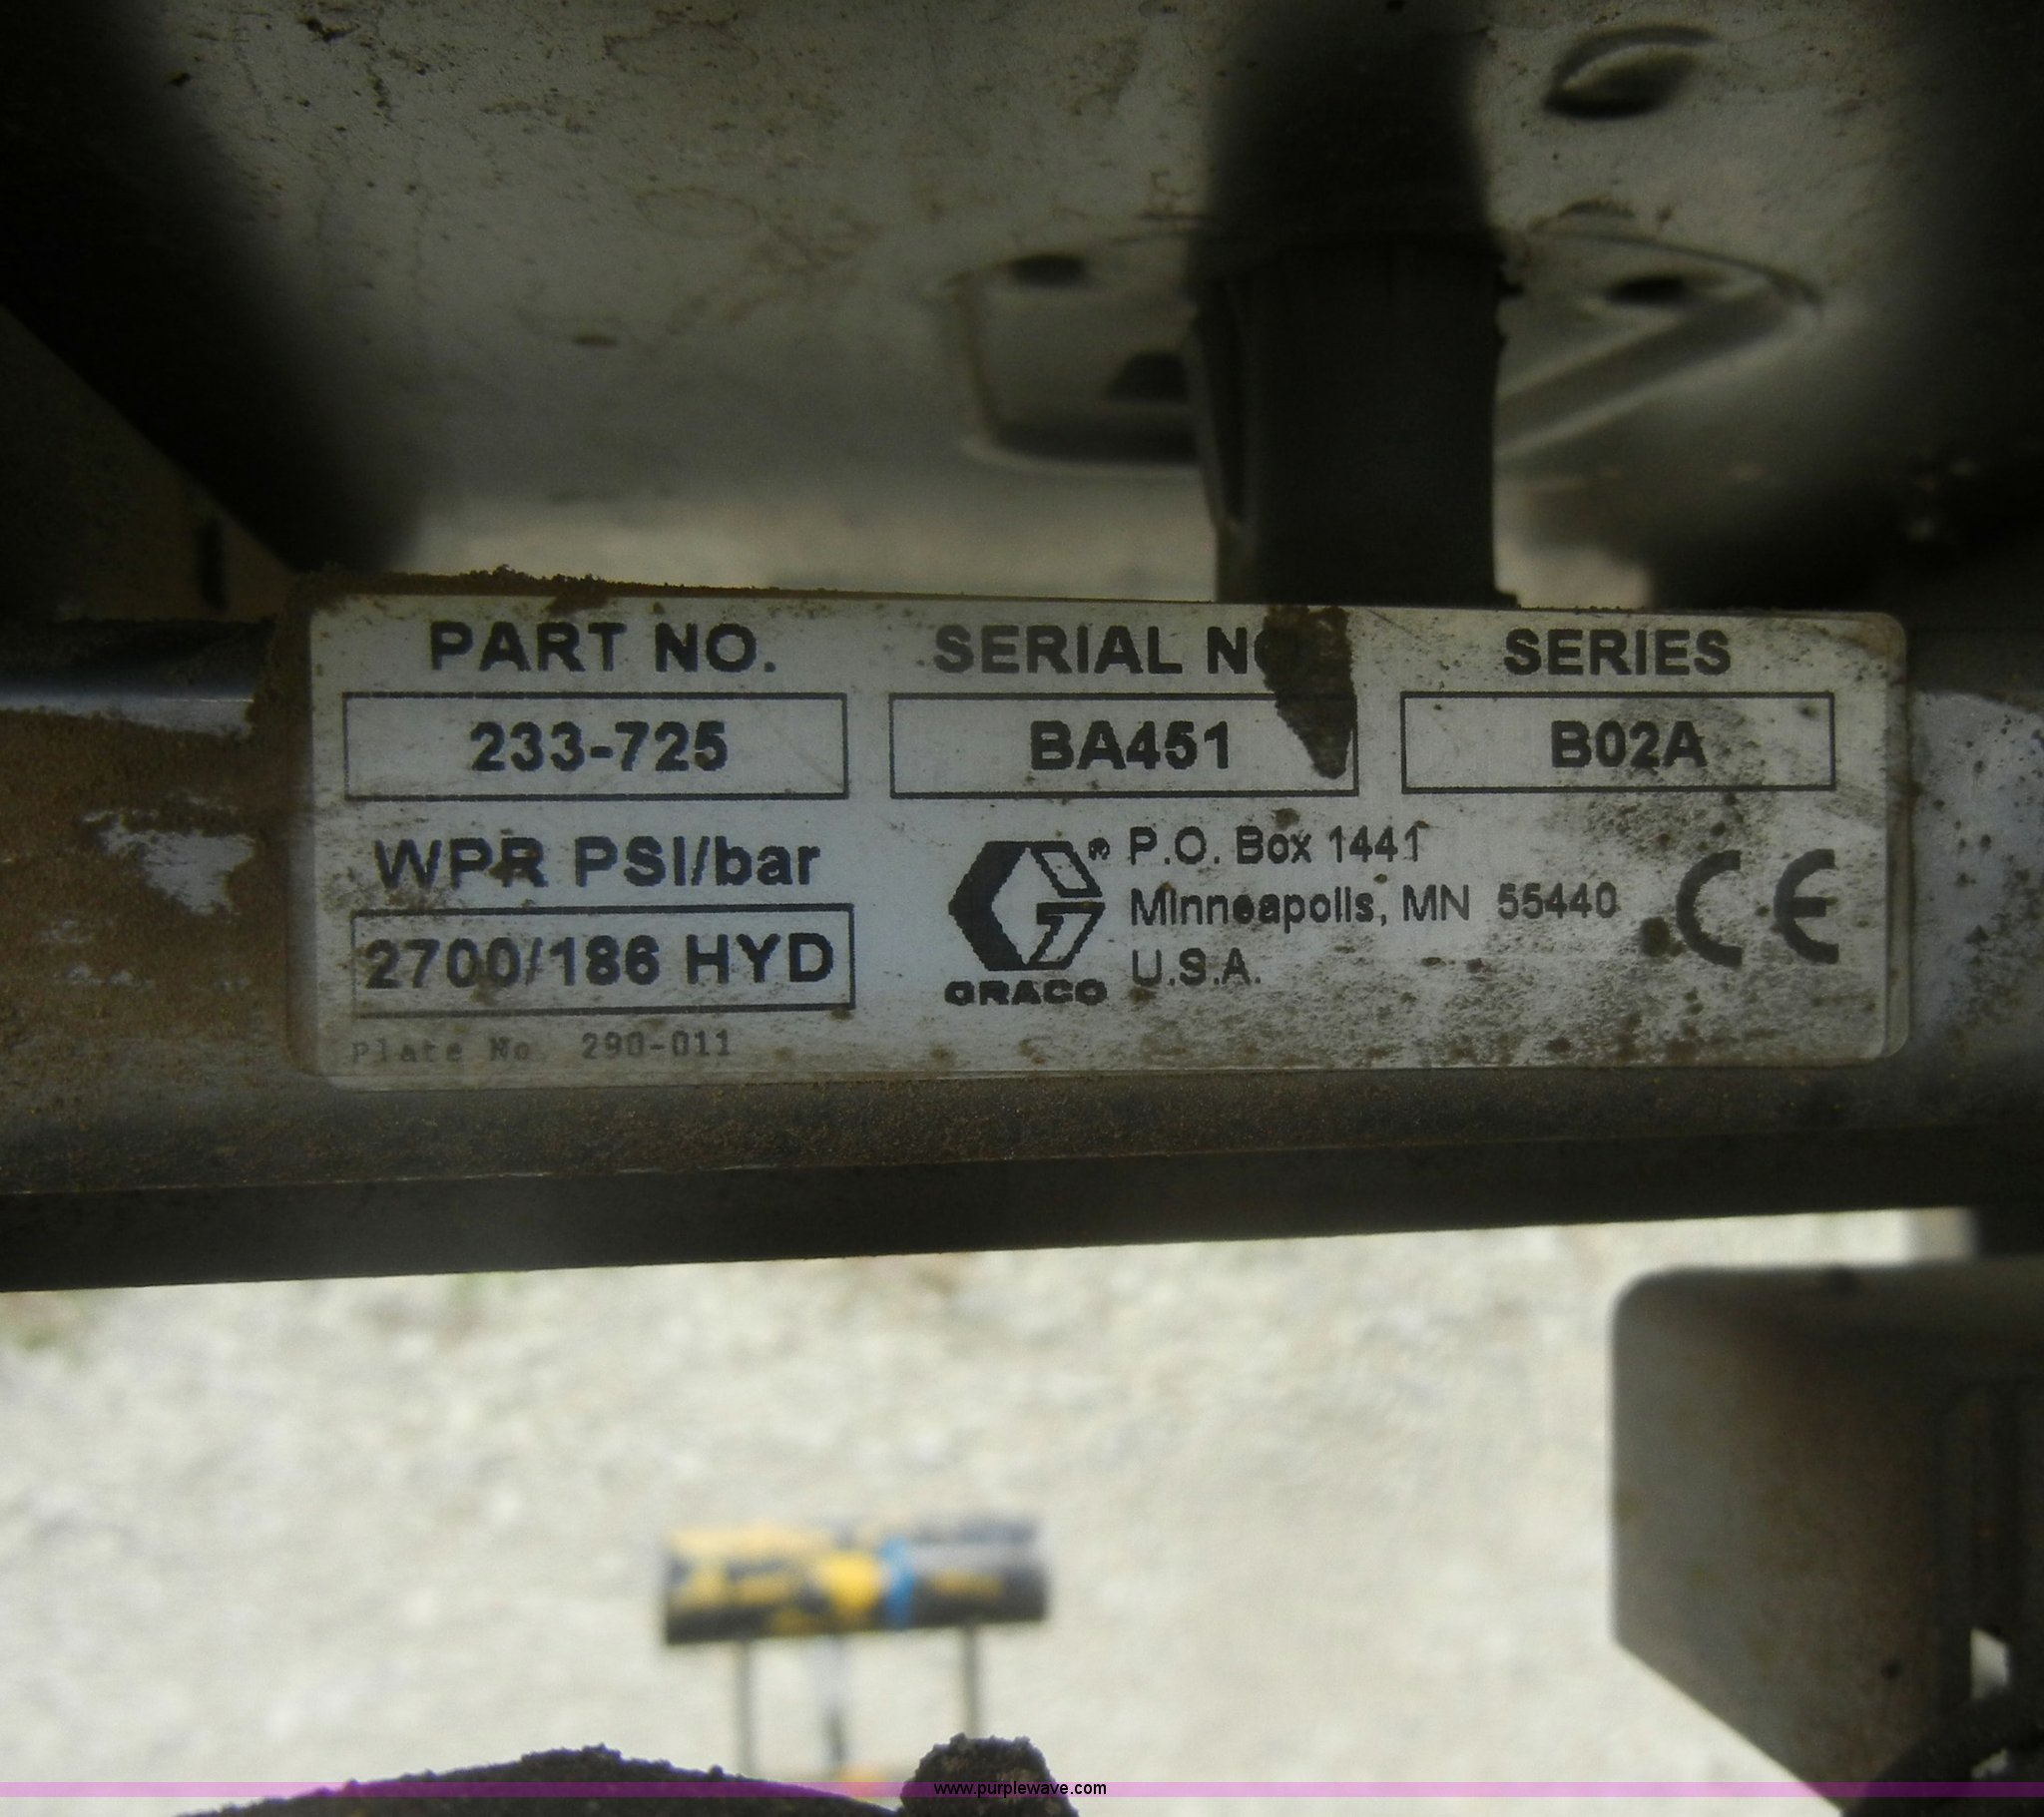 PART NO. SERIAL NO SERIES
233-725 BA451 B02A
WPR PSI/bar
2700/186 HYD
Plate No 290-011
GRACO
® P.O. Box 1441
Minneapolis, MN 55440
U.S.A.
CE
www.purplewave.com